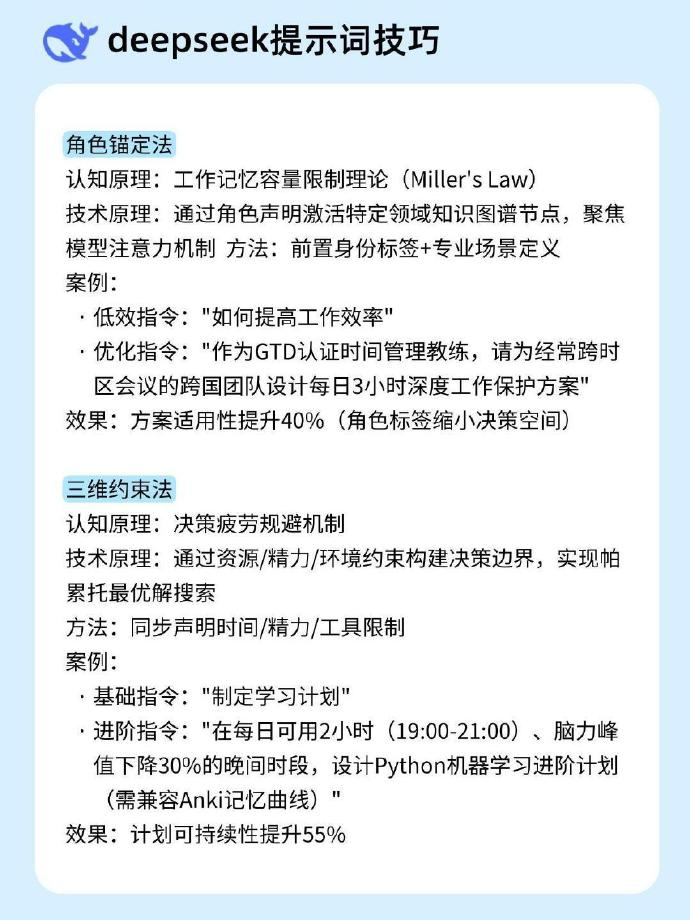 deepseek提示词技巧
角色锚定法
认知原理：工作记忆容量限制理论（Miller's Law）
技术原理：通过角色声明激活特定领域知识图谱节点，聚焦
模型注意力机制 方法：前置身份标签+专业场景定义
案例：
· 低效指令："如何提高工作效率"
· 优化指令："作为GTD认证时间管理教练，请为经常跨时
区会议的跨国团队设计每日3小时深度工作保护方案"
效果：方案适用性提升40%（角色标签缩小决策空间）
三维约束法
认知原理：决策疲劳规避机制
技术原理：通过资源/精力/环境约束构建决策边界，实现帕
累托最优解搜索
方法：同步声明时间/精力/工具限制
案例：
· 基础指令："制定学习计划"
· 进阶指令："在每日可用2小时（19:00-21:00）、脑力峰
值下降30%的晚间时段，设计Python机器学习进阶计划
（需兼容Anki记忆曲线）"
效果：计划可持续性提升55%